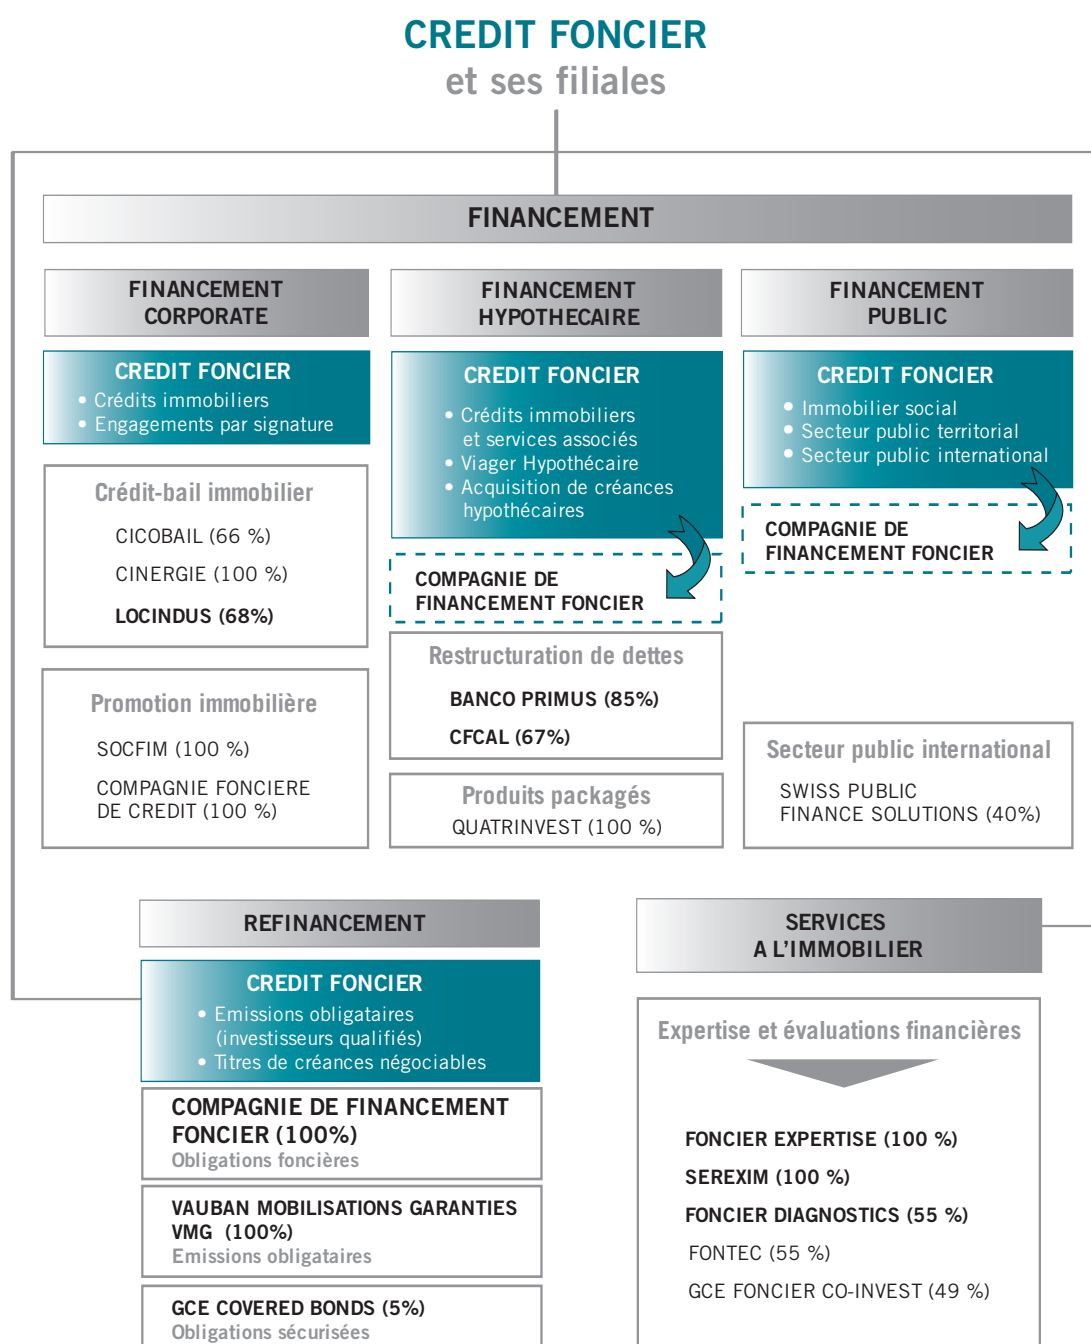 CREDIT FONCIER
et ses filiales
FINANCEMENT
FINANCEMENT
CORPORATE
CREDIT FONCIER
• Crédits immobiliers
• Engagements par signature
Crédit-bail immobilier
CICOBAIL (66 %)
CINERGIE (100 %)
LOCINDUS (68%)
Promotion immobilière
SOCFIM (100 %)
COMPAGNIE FONCIERE
DE CREDIT (100 %)
FINANCEMENT
HYPOTHECAIRE
CREDIT FONCIER
• Crédits immobiliers
et services associés
• Viager Hypothécaire
• Acquisition de créances
hypothécaires
COMPAGNIE DE
FINANCEMENT FONCIER
Restructuration de dettes
BANCO PRIMUS (85%)
CFCAL (67%)
Produits packagés
QUATRINVEST (100 %)
FINANCEMENT
PUBLIC
CREDIT FONCIER
• Immobilier social
• Secteur public territorial
• Secteur public international
COMPAGNIE DE
FINANCEMENT FONCIER
Secteur public international
SWISS PUBLIC
FINANCE SOLUTIONS (40%)
REFINANCEMENT
CREDIT FONCIER
• Emissions obligataires
(investisseurs qualifiés)
• Titres de créances négociables
COMPAGNIE DE FINANCEMENT
FONCIER (100%)
Obligations foncières
VAUBAN MOBILISATIONS GARANTIES
VMG (100%)
Emissions obligataires
GCE COVERED BONDS (5%)
Obligations sécurisées
SERVICES
A L'IMMOBILIER
Expertise et évaluations financières
FONCIER EXPERTISE (100 %)
SEREXIM (100 %)
FONCIER DIAGNOSTICS (55 %)
FONTEC (55 %)
GCE FONCIER CO-INVEST (49 %)